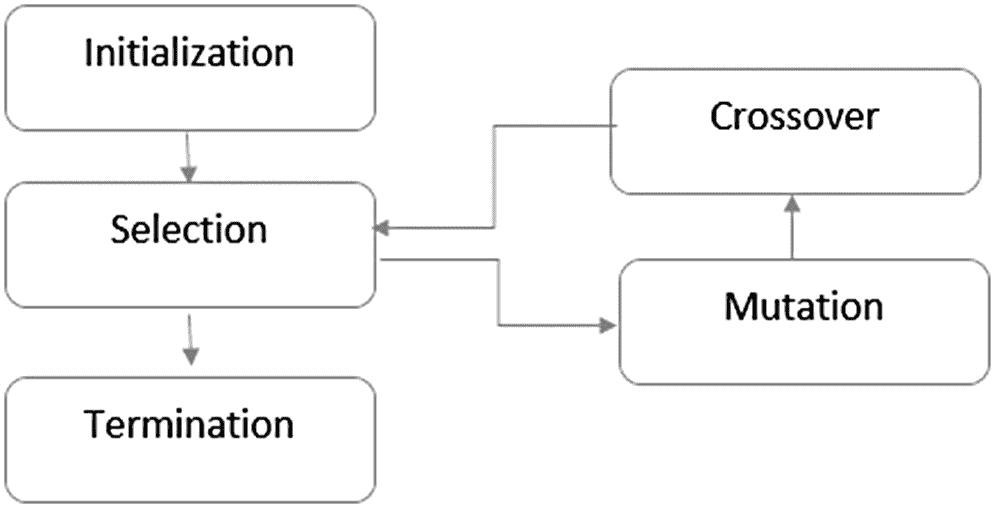 Initialization
Selection
Termination
Crossover
Mutation